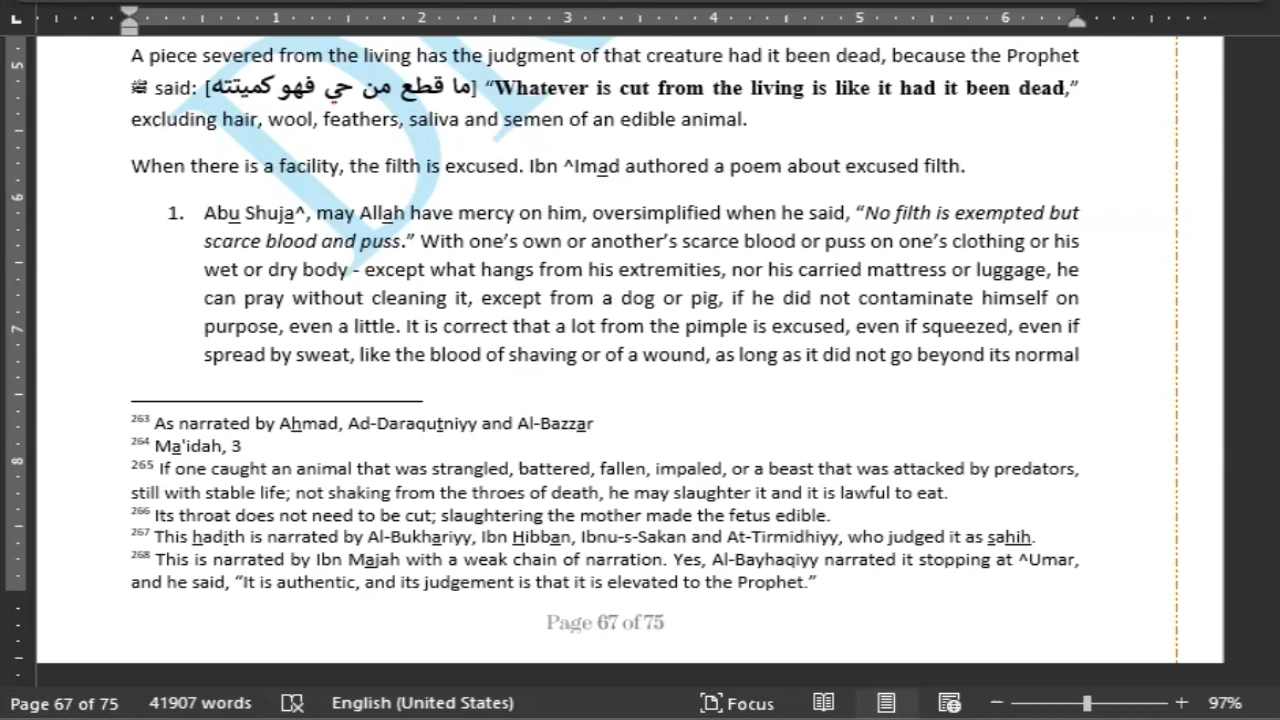 1 2 3 4 5 6
5
6
7
8
A piece severed from the living has the judgment of that creature had it been dead, because the Prophet
ﷺ said: [ما قطع من حي فهو كميتته] “Whatever is cut from the living is like it had it been dead,”
excluding hair, wool, feathers, saliva and semen of an edible animal.
When there is a facility, the filth is excused. Ibn ^Imad authored a poem about excused filth.
1. Abu Shuja^, may Allah have mercy on him, oversimplified when he said, “No filth is exempted but
scarce blood and puss.” With one’s own or another’s scarce blood or puss on one’s clothing or his
wet or dry body - except what hangs from his extremities, nor his carried mattress or luggage, he
can pray without cleaning it, except from a dog or pig, if he did not contaminate himself on
purpose, even a little. It is correct that a lot from the pimple is excused, even if squeezed, even if
spread by sweat, like the blood of shaving or of a wound, as long as it did not go beyond its normal
263 As narrated by Ahmad, Ad-Daraqutniyy and Al-Bazzar
264 Ma'idah, 3
265 If one caught an animal that was strangled, battered, fallen, impaled, or a beast that was attacked by predators,
still with stable life; not shaking from the throes of death, he may slaughter it and it is lawful to eat.
266 Its throat does not need to be cut; slaughtering the mother made the fetus edible.
267 This hadith is narrated by Al-Bukhariyy, Ibn Hibban, Ibnu-s-Sakan and At-Tirmidhiyy, who judged it as sahih.
268 This is narrated by Ibn Majah with a weak chain of narration. Yes, Al-Bayhaqiyy narrated it stopping at ^Umar,
and he said, “It is authentic, and its judgement is that it is elevated to the Prophet.”
Page 67 of 75
Page 67 of 75 41907 words English (United States) Focus 97%